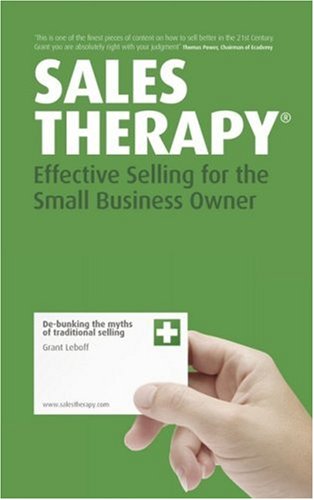 'This is one of the finest pieces of content on how to sell better in the 21st Century.
Grant you are absolutely right with your judgment' Thomas Power, Chairman of Ecademy
SALES
THERAPY®
Effective Selling for the
Small Business Owner
De-bunking the myths
of traditional selling
Grant Leboff
www.salestherapy.com